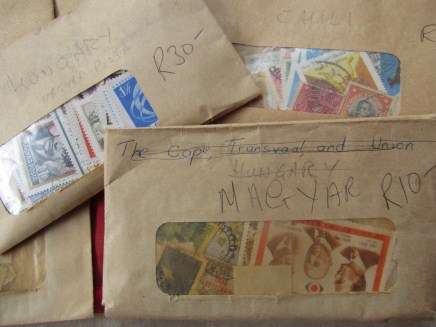 HUNGARY
R30-
CHILI
R
The Cape, Transvaal, and Union
HUNGARY
MAGYAR R10-